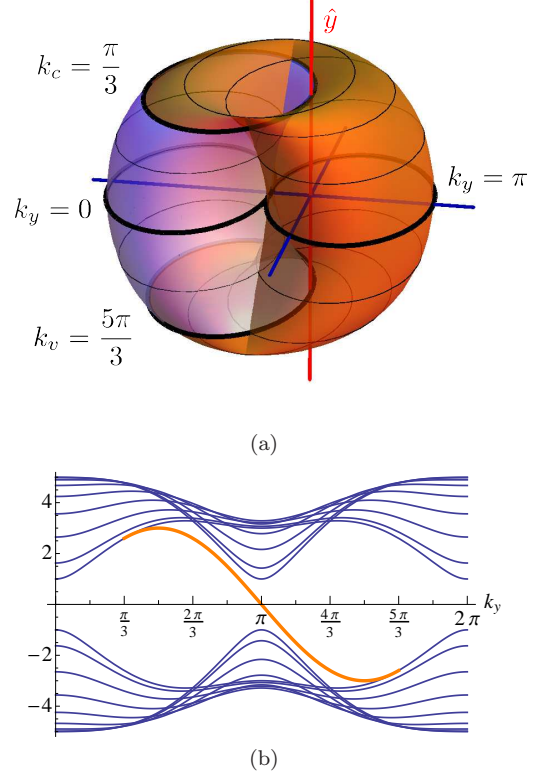 ŷ
k_c = π/3
k_y = π
k_y = 0
k_v = 5π/3
(a)
4
2
k_y
π/3 2π/3 π 4π/3 5π/3 2π
−2
−4
(b)